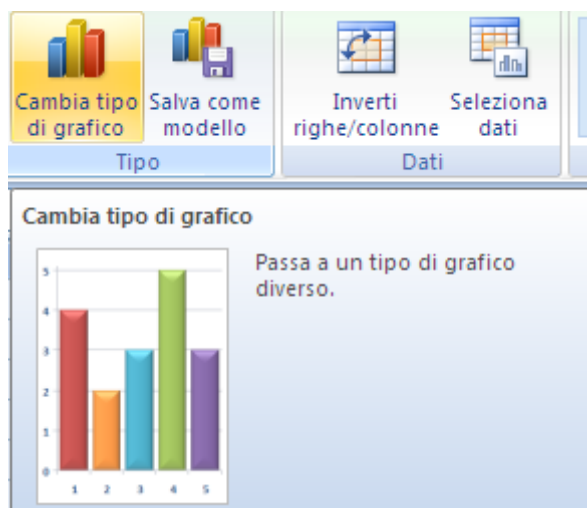 Cambia tipo
di grafico
Salva come
modello
Inverti
righe/colonne
Seleziona
dati
Tipo
Dati
Cambia tipo di grafico
Passa a un tipo di grafico
diverso.
5
4
3
2
1
0
1 2 3 4 5